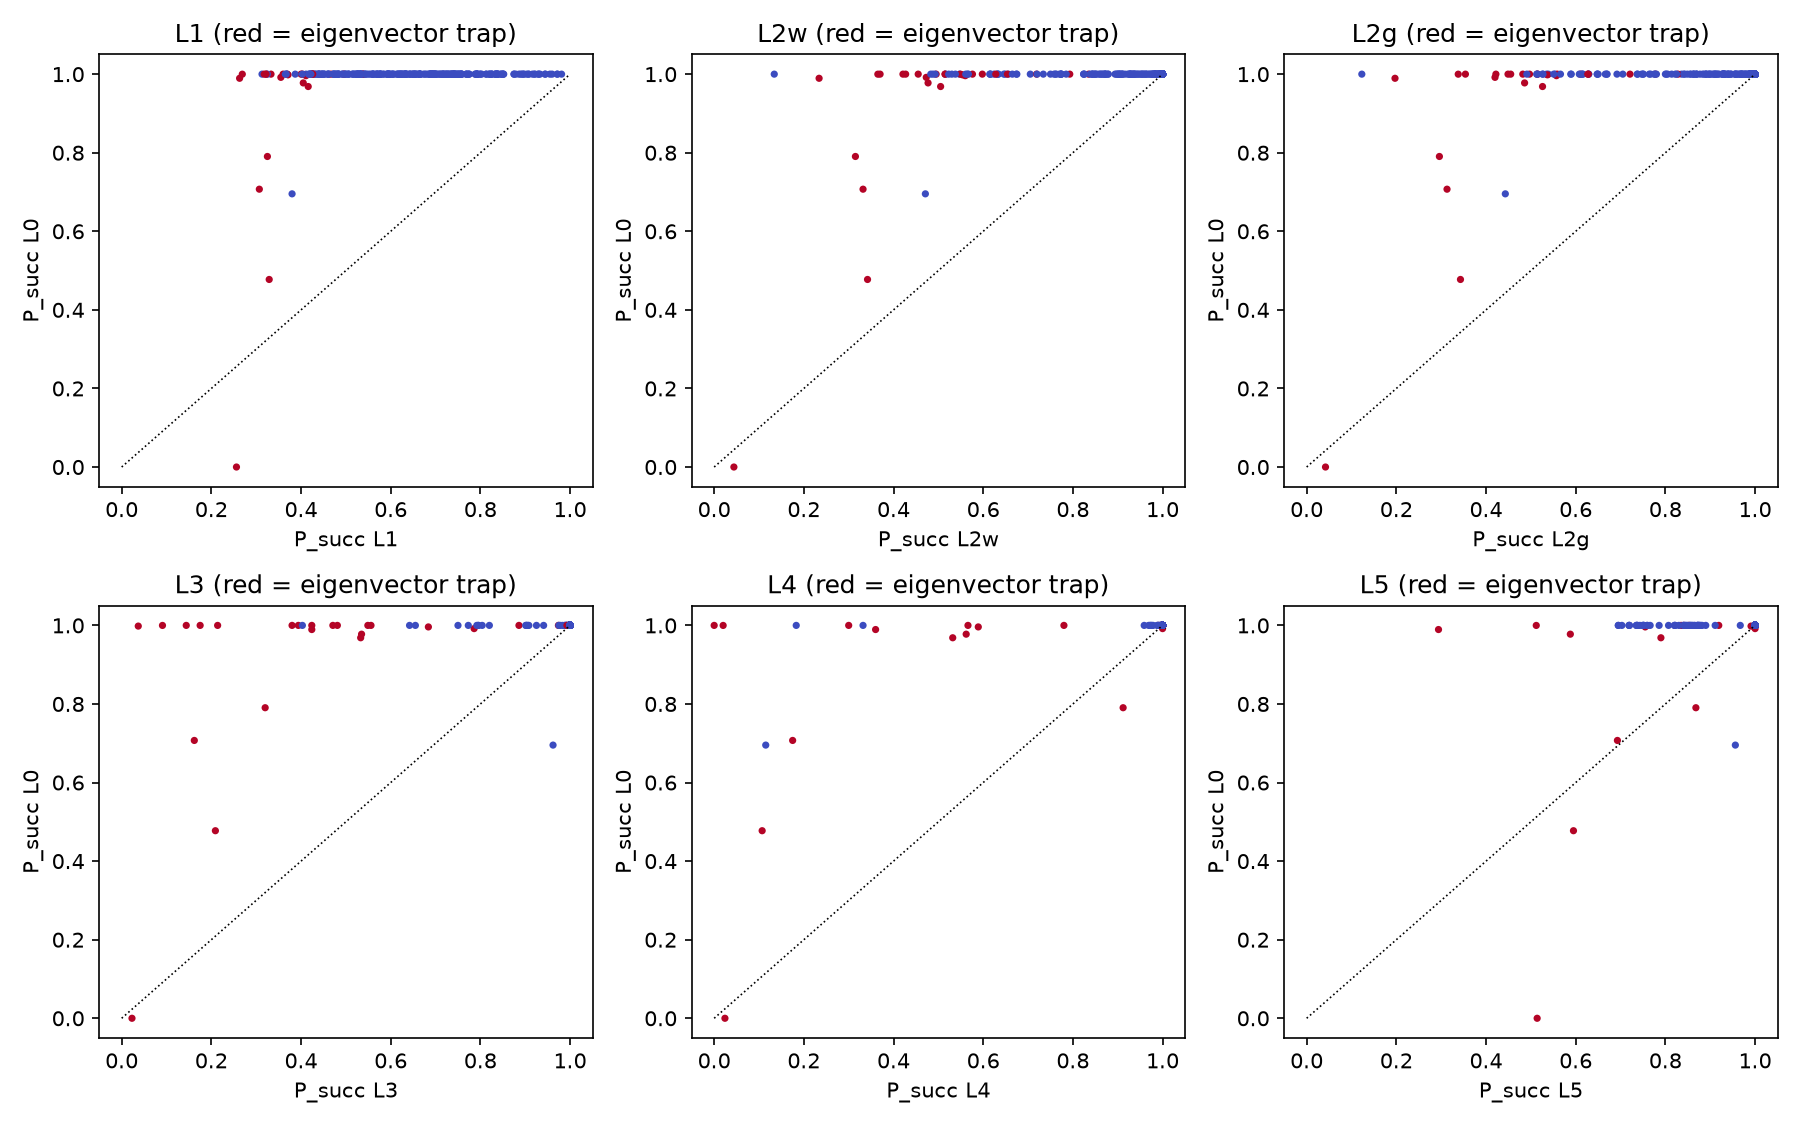 L1 (red = eigenvector trap)
1.0
0.8
0.6
0.4
0.2
0.0
P_succ L0
0.0 0.2 0.4 0.6 0.8 1.0
P_succ L1
L2w (red = eigenvector trap)
1.0
0.8
0.6
0.4
0.2
0.0
P_succ L0
0.0 0.2 0.4 0.6 0.8 1.0
P_succ L2w
L2g (red = eigenvector trap)
1.0
0.8
0.6
0.4
0.2
0.0
P_succ L0
0.0 0.2 0.4 0.6 0.8 1.0
P_succ L2g
L3 (red = eigenvector trap)
1.0
0.8
0.6
0.4
0.2
0.0
P_succ L0
0.0 0.2 0.4 0.6 0.8 1.0
P_succ L3
L4 (red = eigenvector trap)
1.0
0.8
0.6
0.4
0.2
0.0
P_succ L0
0.0 0.2 0.4 0.6 0.8 1.0
P_succ L4
L5 (red = eigenvector trap)
1.0
0.8
0.6
0.4
0.2
0.0
P_succ L0
0.0 0.2 0.4 0.6 0.8 1.0
P_succ L5